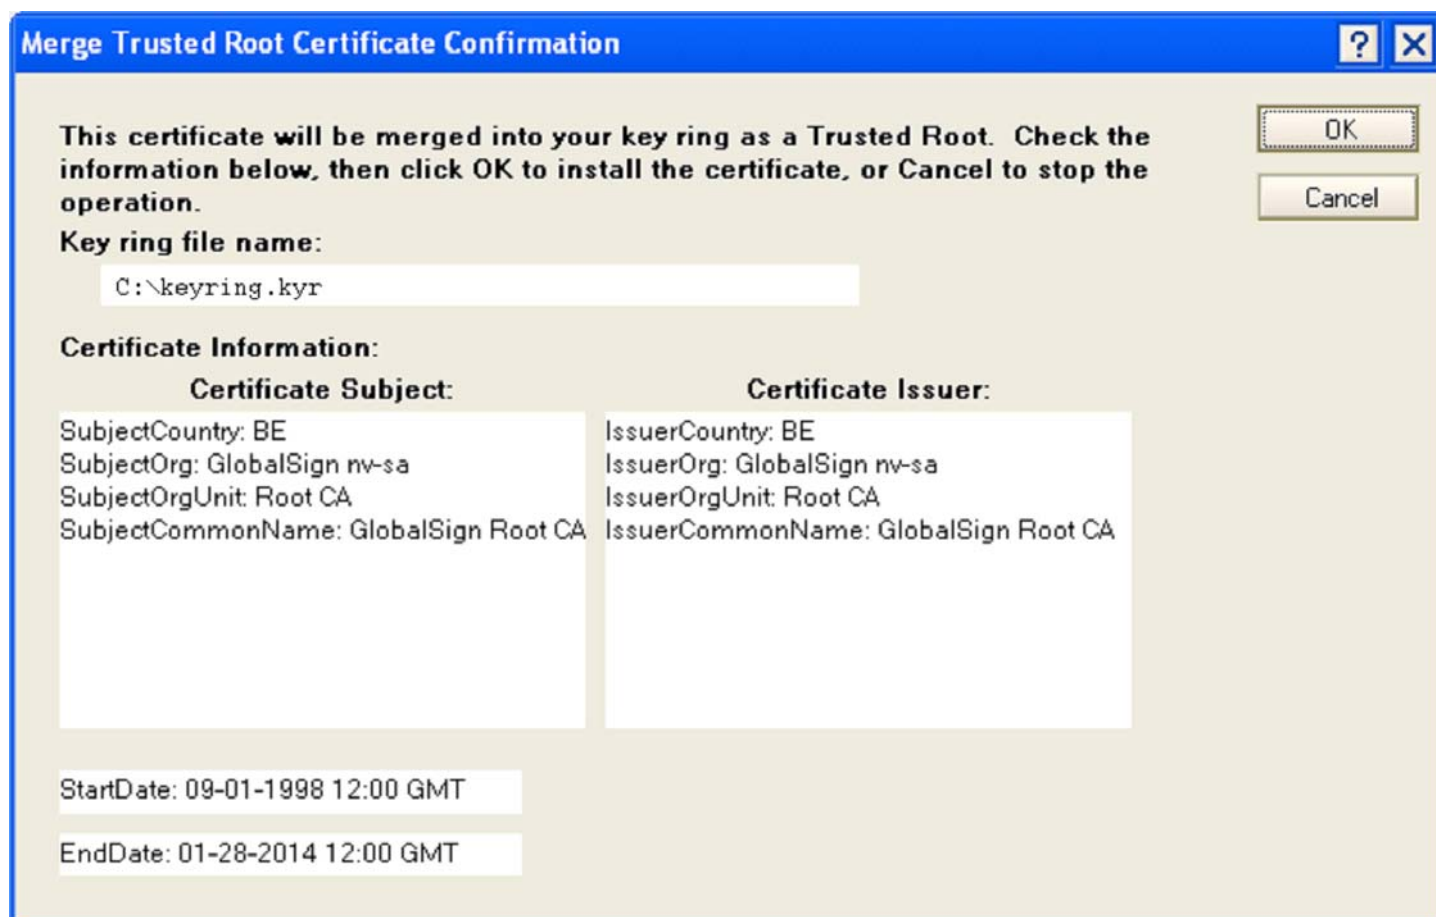 Merge Trusted Root Certificate Confirmation
This certificate will be merged into your key ring as a Trusted Root. Check the
information below, then click OK to install the certificate, or Cancel to stop the
operation.
OK
Cancel
Key ring file name:
C:\keyring.kyr
Certificate Information:
Certificate Subject:
SubjectCountry: BE
SubjectOrg: GlobalSign nv-sa
SubjectOrgUnit: Root CA
SubjectCommonName: GlobalSign Root CA
Certificate Issuer:
IssuerCountry: BE
IssuerOrg: GlobalSign nv-sa
IssuerOrgUnit: Root CA
IssuerCommonName: GlobalSign Root CA
StartDate: 09-01-1998 12:00 GMT
EndDate: 01-28-2014 12:00 GMT